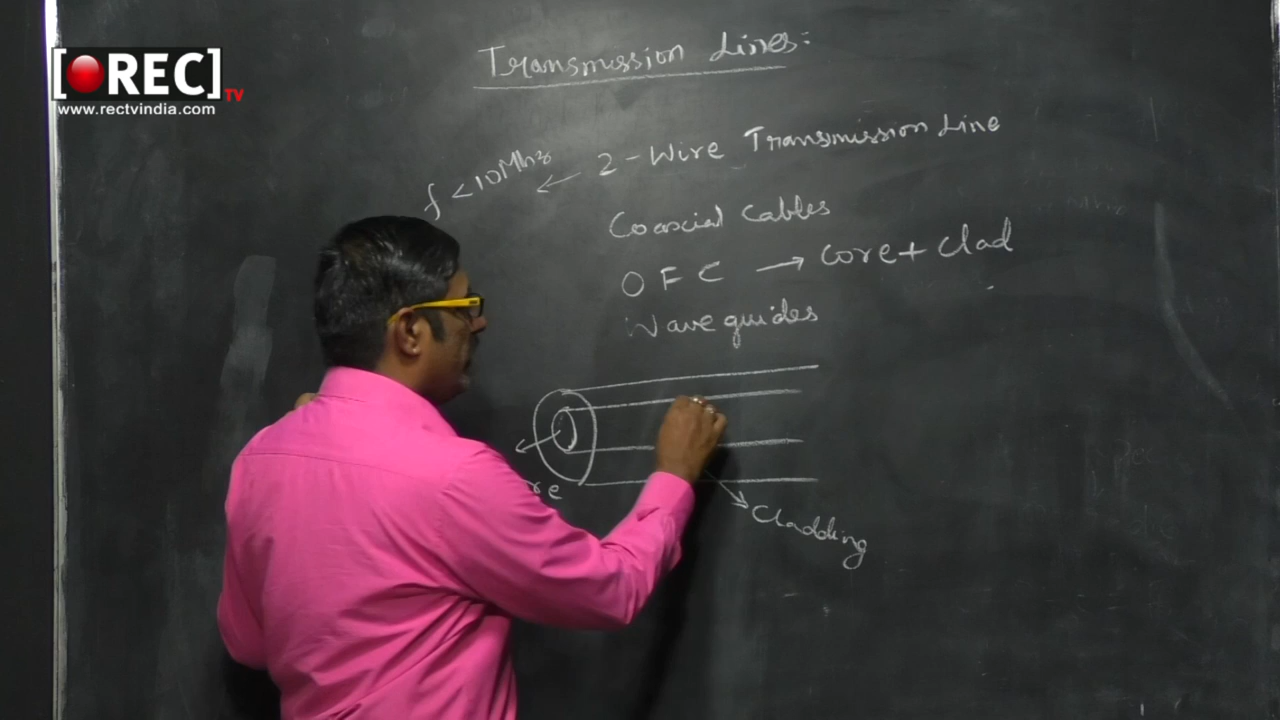 [REC] TV
www.rectvindia.com
Transmission Lines:
f < 10Mhz ← 2-Wire Transmission Line
Coaxial Cables
OFC → Core + Clad
Wave guides
Cladding